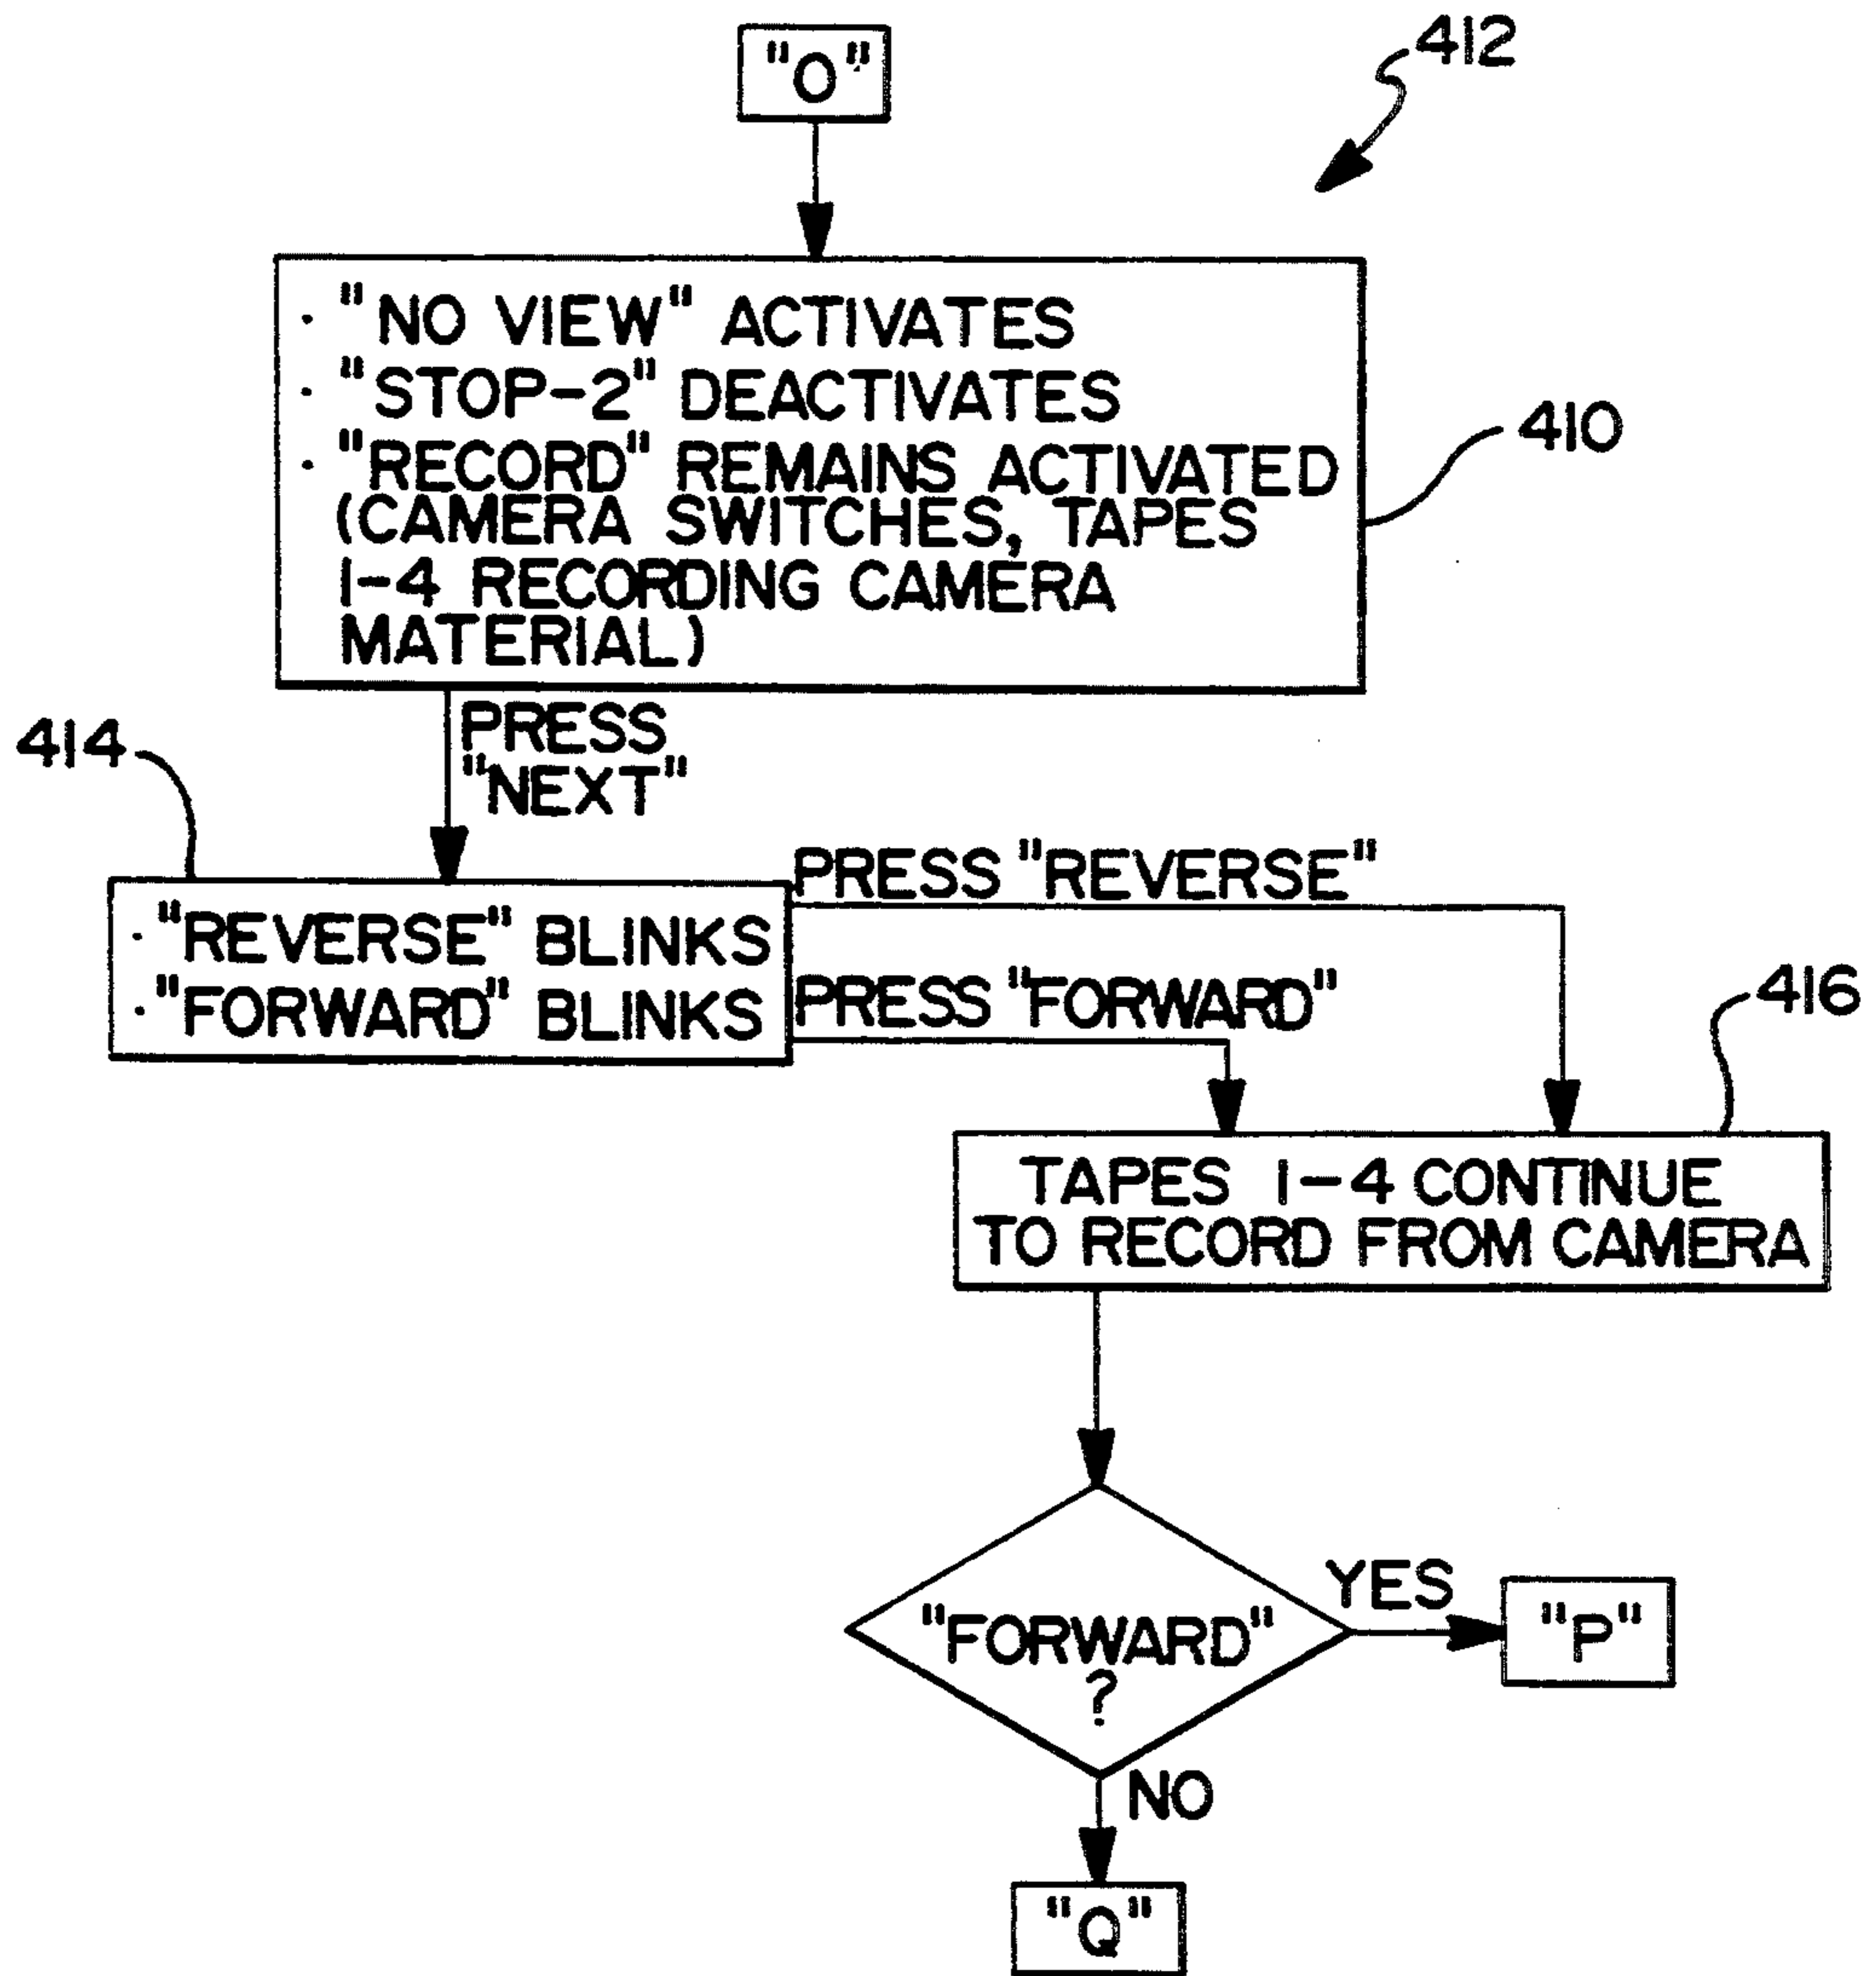 "O"
412
· "NO VIEW" ACTIVATES
· "STOP-2" DEACTIVATES
· "RECORD" REMAINS ACTIVATED
(CAMERA SWITCHES, TAPES
1-4 RECORDING CAMERA
MATERIAL)
410
PRESS
"NEXT"
414
· "REVERSE" BLINKS
· "FORWARD" BLINKS
PRESS "REVERSE"
PRESS "FORWARD"
416
TAPES 1-4 CONTINUE
TO RECORD FROM CAMERA
"FORWARD"
?
YES
"P"
NO
"Q"